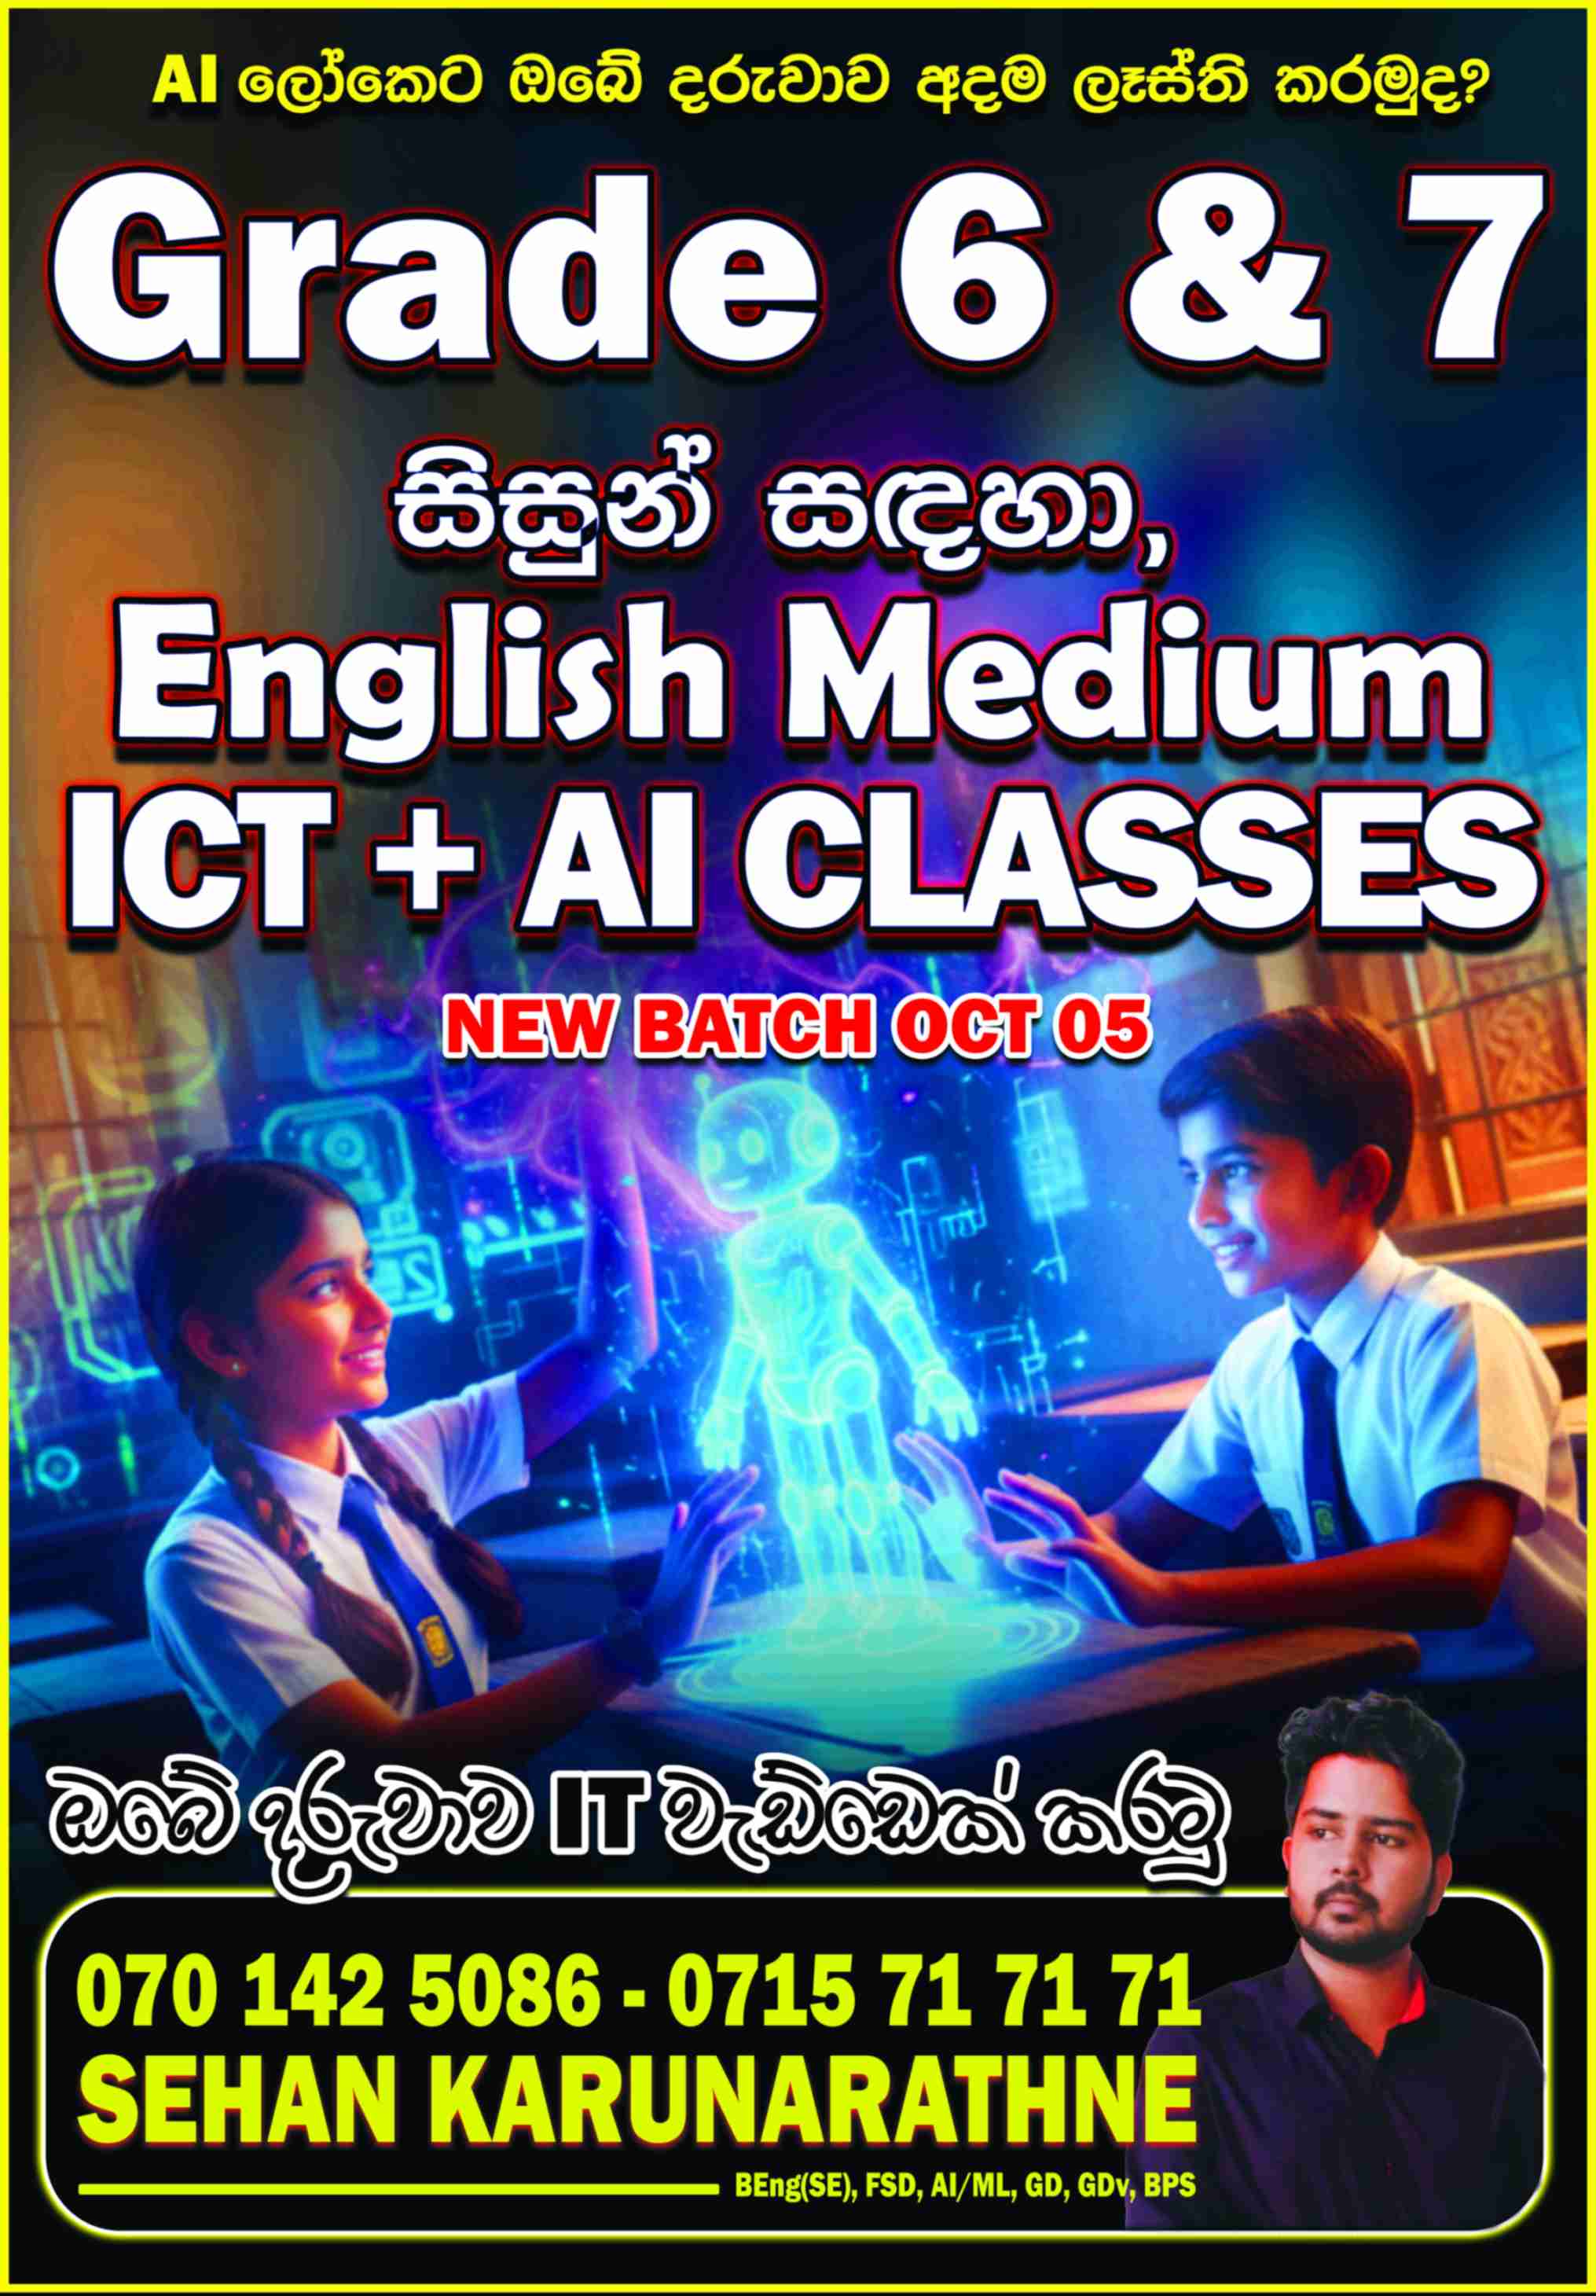 AI ලෝකෙට ඔබේ දරුවාව අදම ලෑස්ති කරමුද?
Grade 6 & 7
සිසුන් සඳහා,
English Medium
ICT + AI CLASSES
NEW BATCH OCT 05
ඔබේ දරුවාව IT වැඩ්ඩෙක් කරමු
070 142 5086 - 0715 71 71 71
SEHAN KARUNARATHNE
BEng(SE), FSD, AI/ML, GD, GDv, BPS